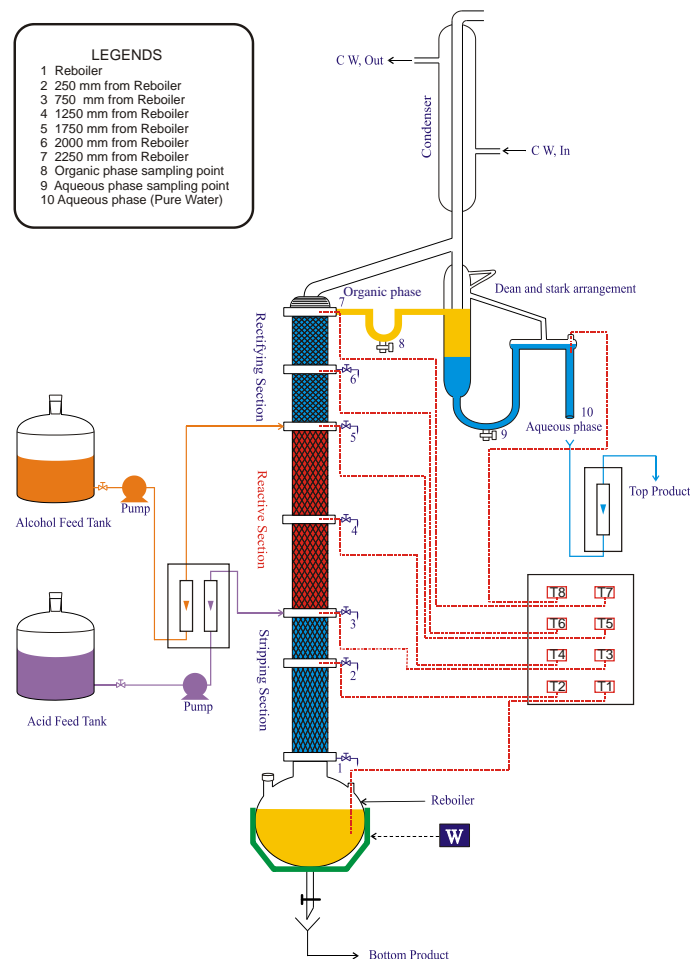 LEGENDS
1 Reboiler
2 250 mm from Reboiler
3 750 mm from Reboiler
4 1250 mm from Reboiler
5 1750 mm from Reboiler
6 2000 mm from Reboiler
7 2250 mm from Reboiler
8 Organic phase sampling point
9 Aqueous phase sampling point
10 Aqueous phase (Pure Water)
C W, Out
Condenser
C W, In
Organic phase
Dean and stark arrangement
7
8
Rectifying Section
6
10
Aqueous phase
9
5
Top Product
Alcohol Feed Tank
Pump
Reactive Section
4
T8 T7
T6 T5
T4 T3
T2 T1
3
Stripping Section
2
Acid Feed Tank
Pump
1
Reboiler
W
Bottom Product